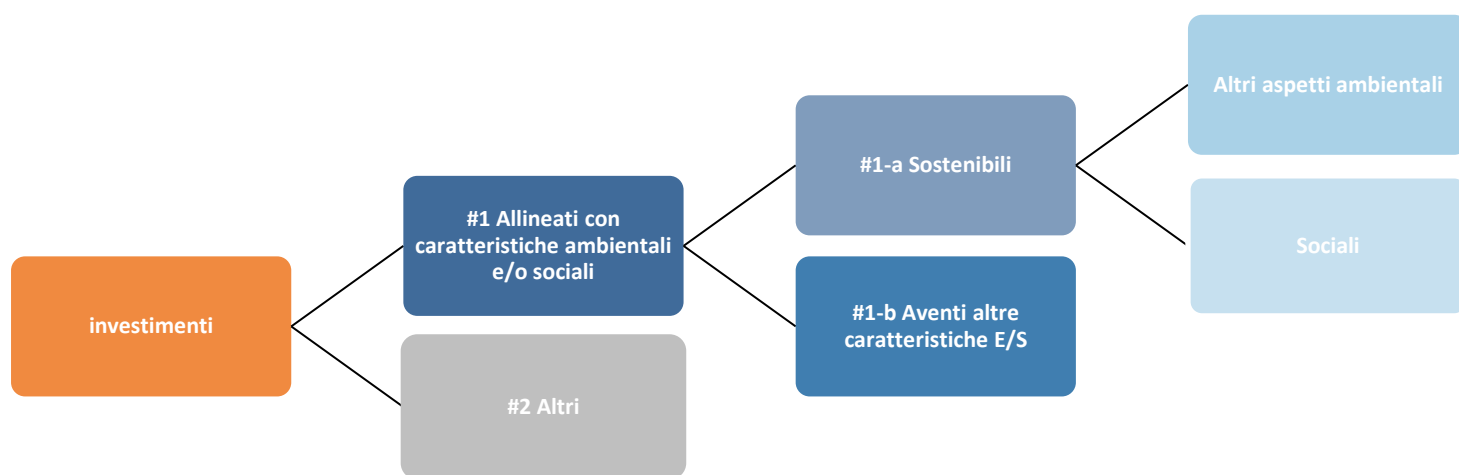 investimenti
#1 Allineati con
caratteristiche ambientali
e/o sociali
#2 Altri
#1-a Sostenibili
#1-b Aventi altre
caratteristiche E/S
Altri aspetti ambientali
Sociali